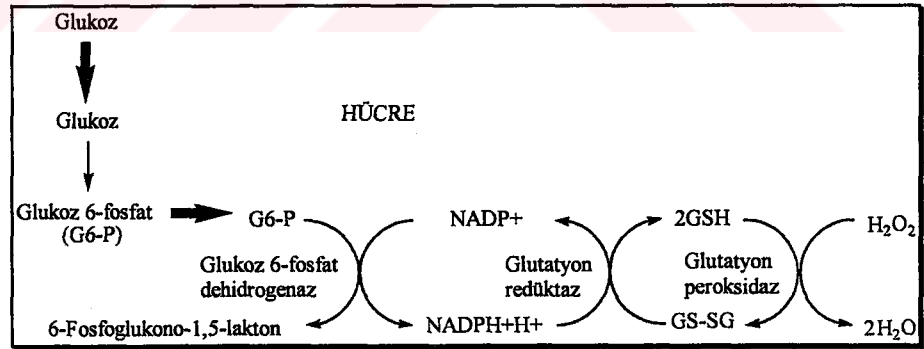 Glukoz
Glukoz
HÜCRE
Glukoz 6-fosfat
(G6-P)
G6-P
NADP+
2GSH
H₂O₂
Glukoz 6-fosfat
dehidrogenaz
Glutatyon
redüktaz
Glutatyon
peroksidaz
6-Fosfoglukono-1,5-lakton
NADPH+H+
GS-SG
2H₂O